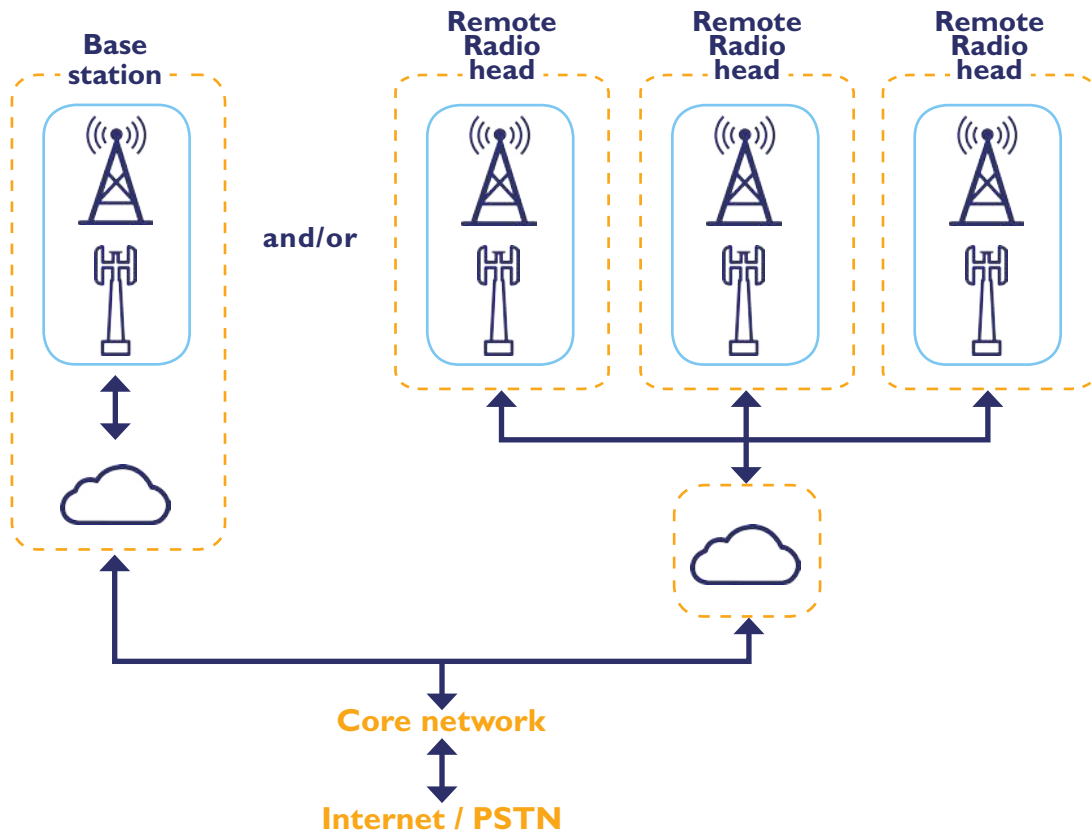 Base
station
Remote
Radio
head
Remote
Radio
head
Remote
Radio
head
and/or
Core network
Internet / PSTN